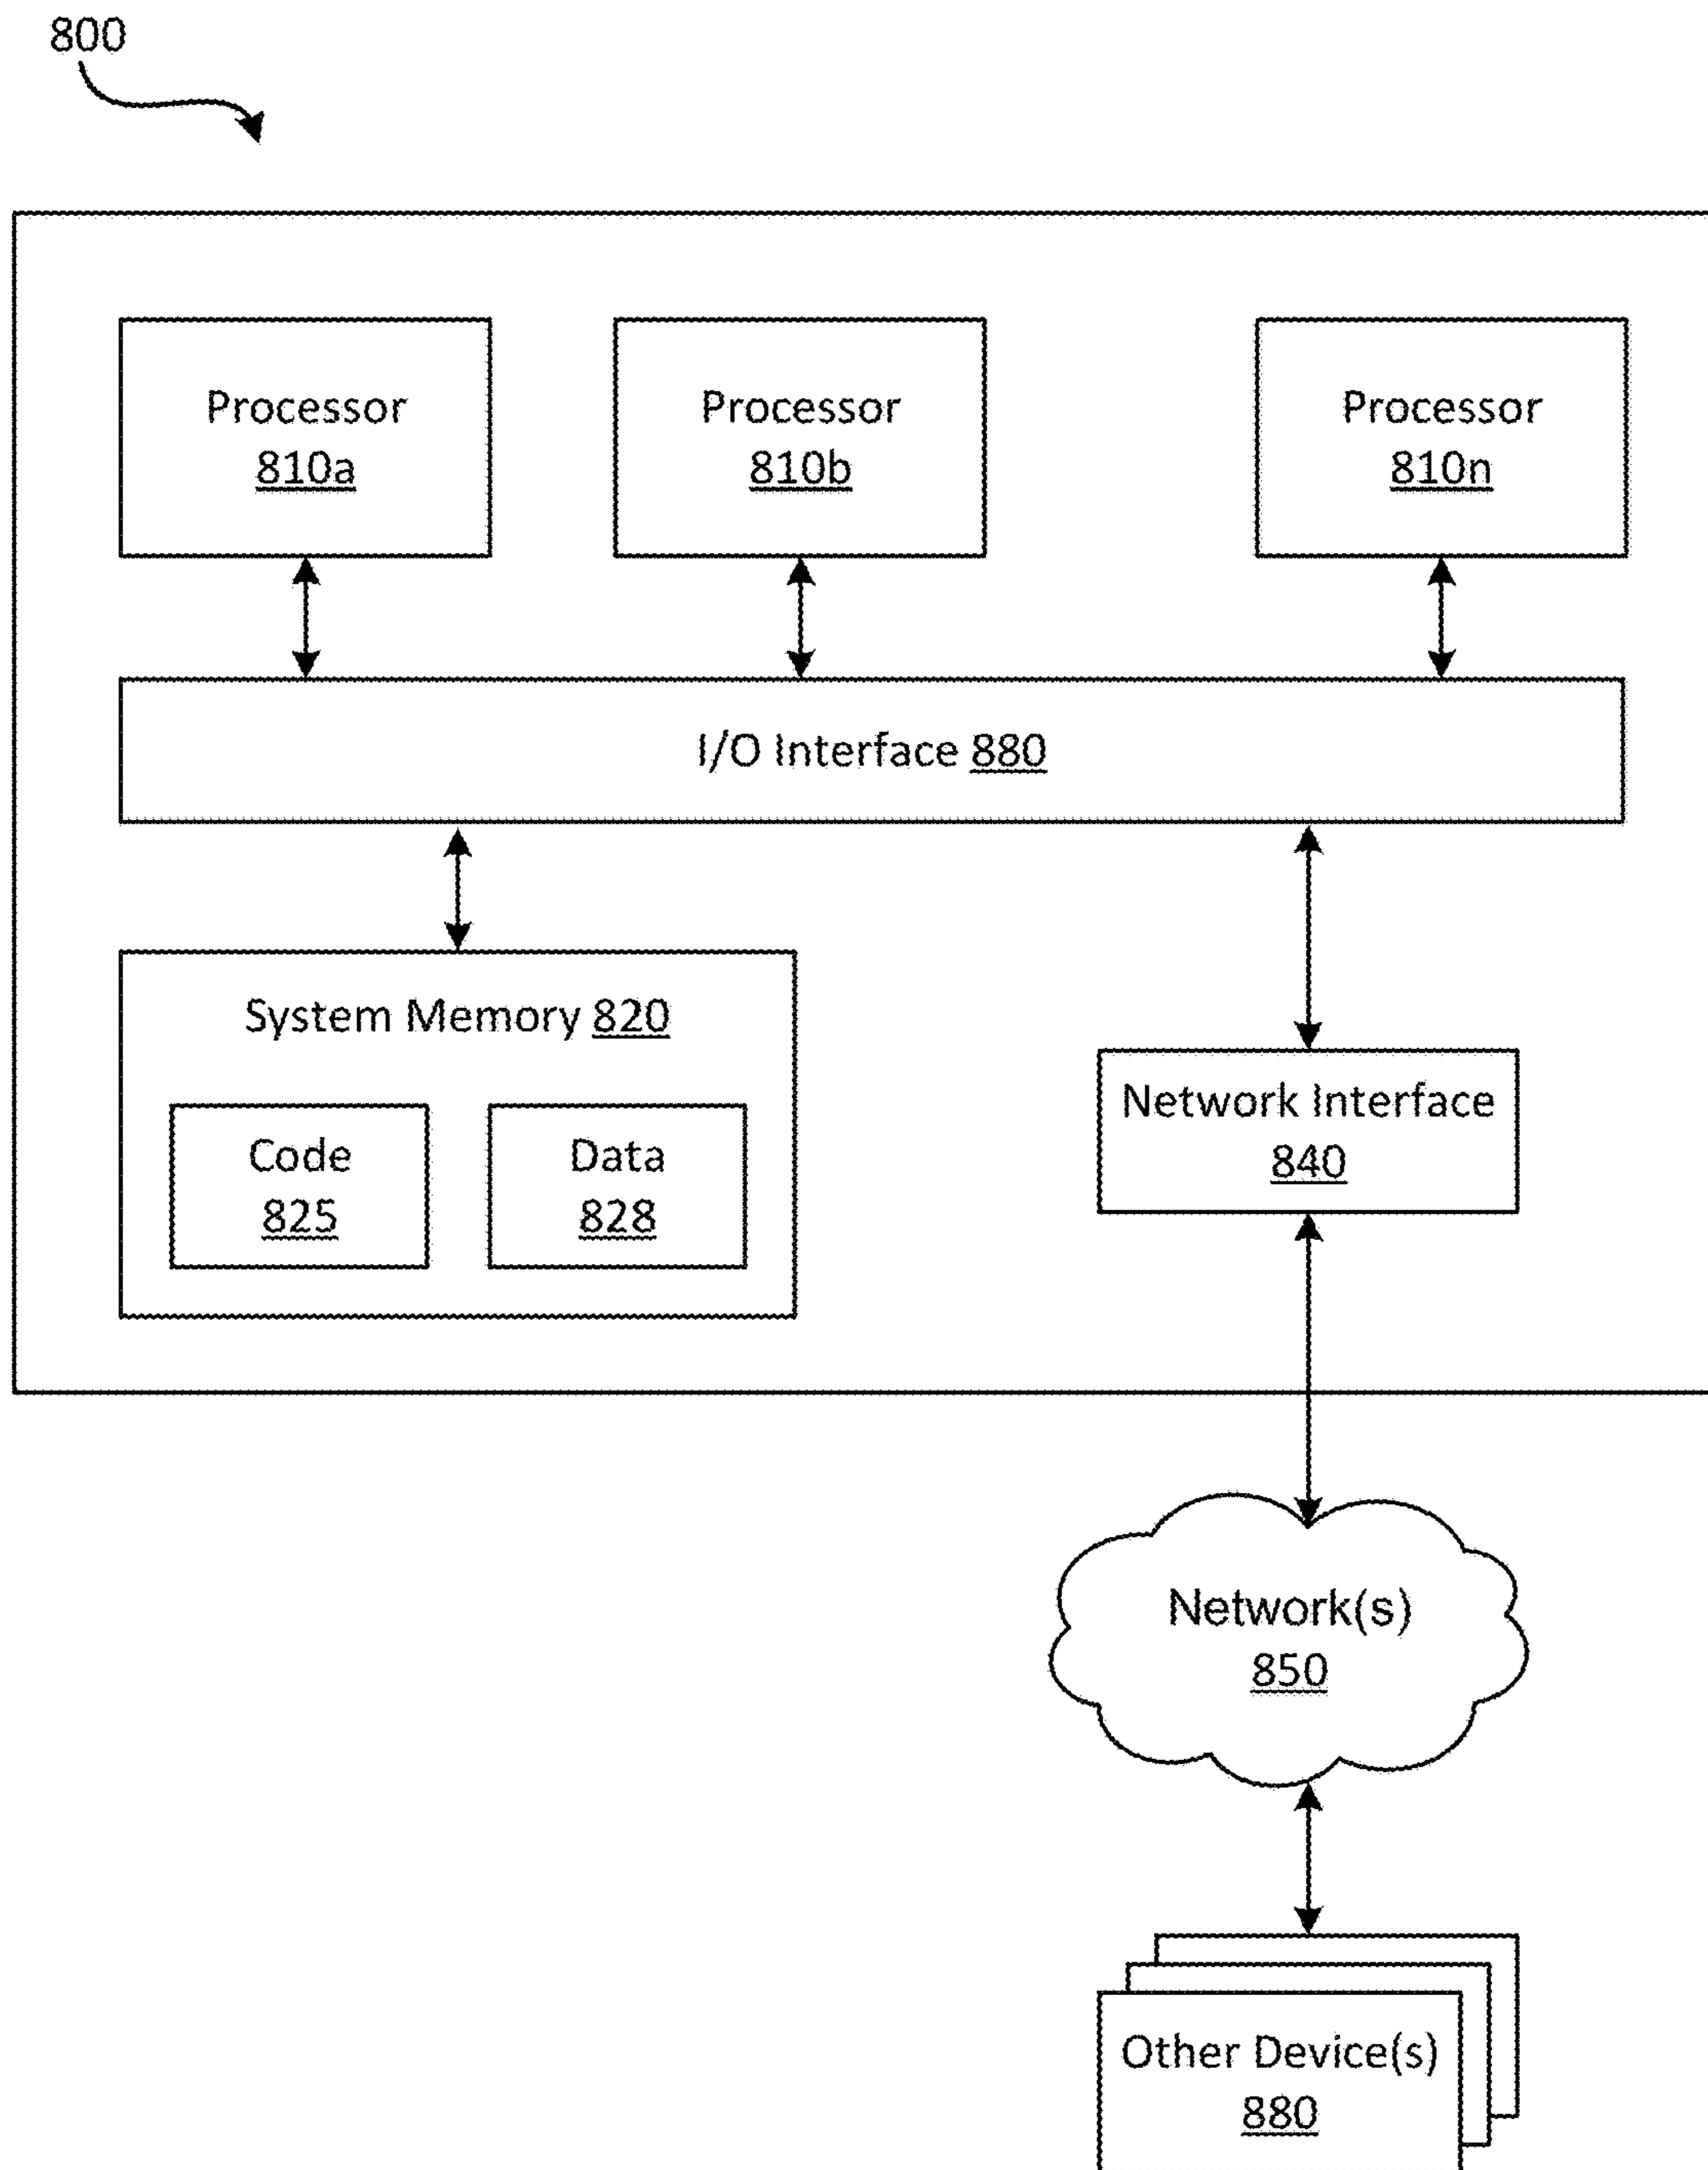 800
Processor
810a
Processor
810b
Processor
810n
I/O Interface 880
System Memory 820
Code
825
Data
828
Network Interface
840
Network(s)
850
Other Device(s)
880